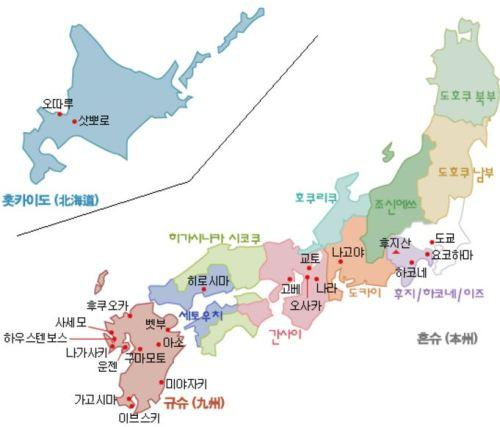 오따루
삿뽀로
홋카이도 (北海道)
도호쿠 북부
도호쿠 남부
조신에쓰
호쿠리쿠
히가시나카 시코쿠
도쿄
후지산
요코하마
하코네
후지/하코네/이즈
나고야
도카이
교토
고베
나라
오사카
간사이
히로시마
세토우치
혼슈 (本州)
후쿠오카
사세모
하우스텐보스
나가사키
운젠
벳부
아소
구마모토
미야자키
가고시마
이브스키
규슈 (九州)